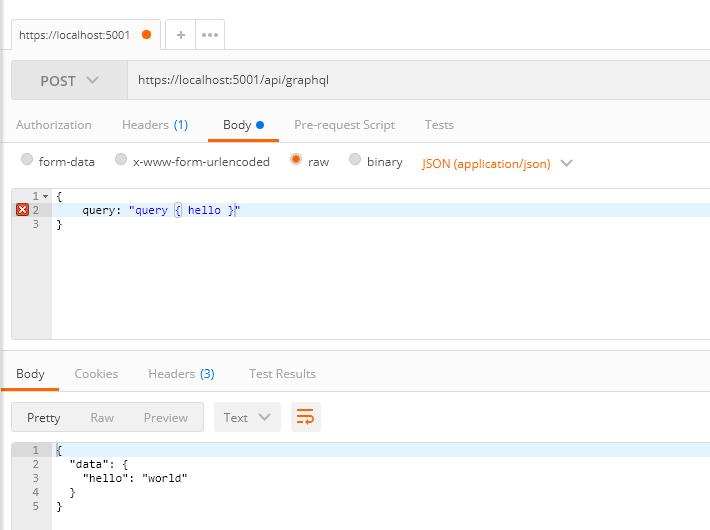 https://localhost:5001 + •••
POST https://localhost:5001/api/graphql
Authorization Headers (1) Body Pre-request Script Tests
form-data x-www-form-urlencoded raw binary JSON (application/json)
1 {
2 query: "query { hello }"
3 }
Body Cookies Headers (3) Test Results
Pretty Raw Preview Text
1 {
2 "data": {
3 "hello": "world"
4 }
5 }